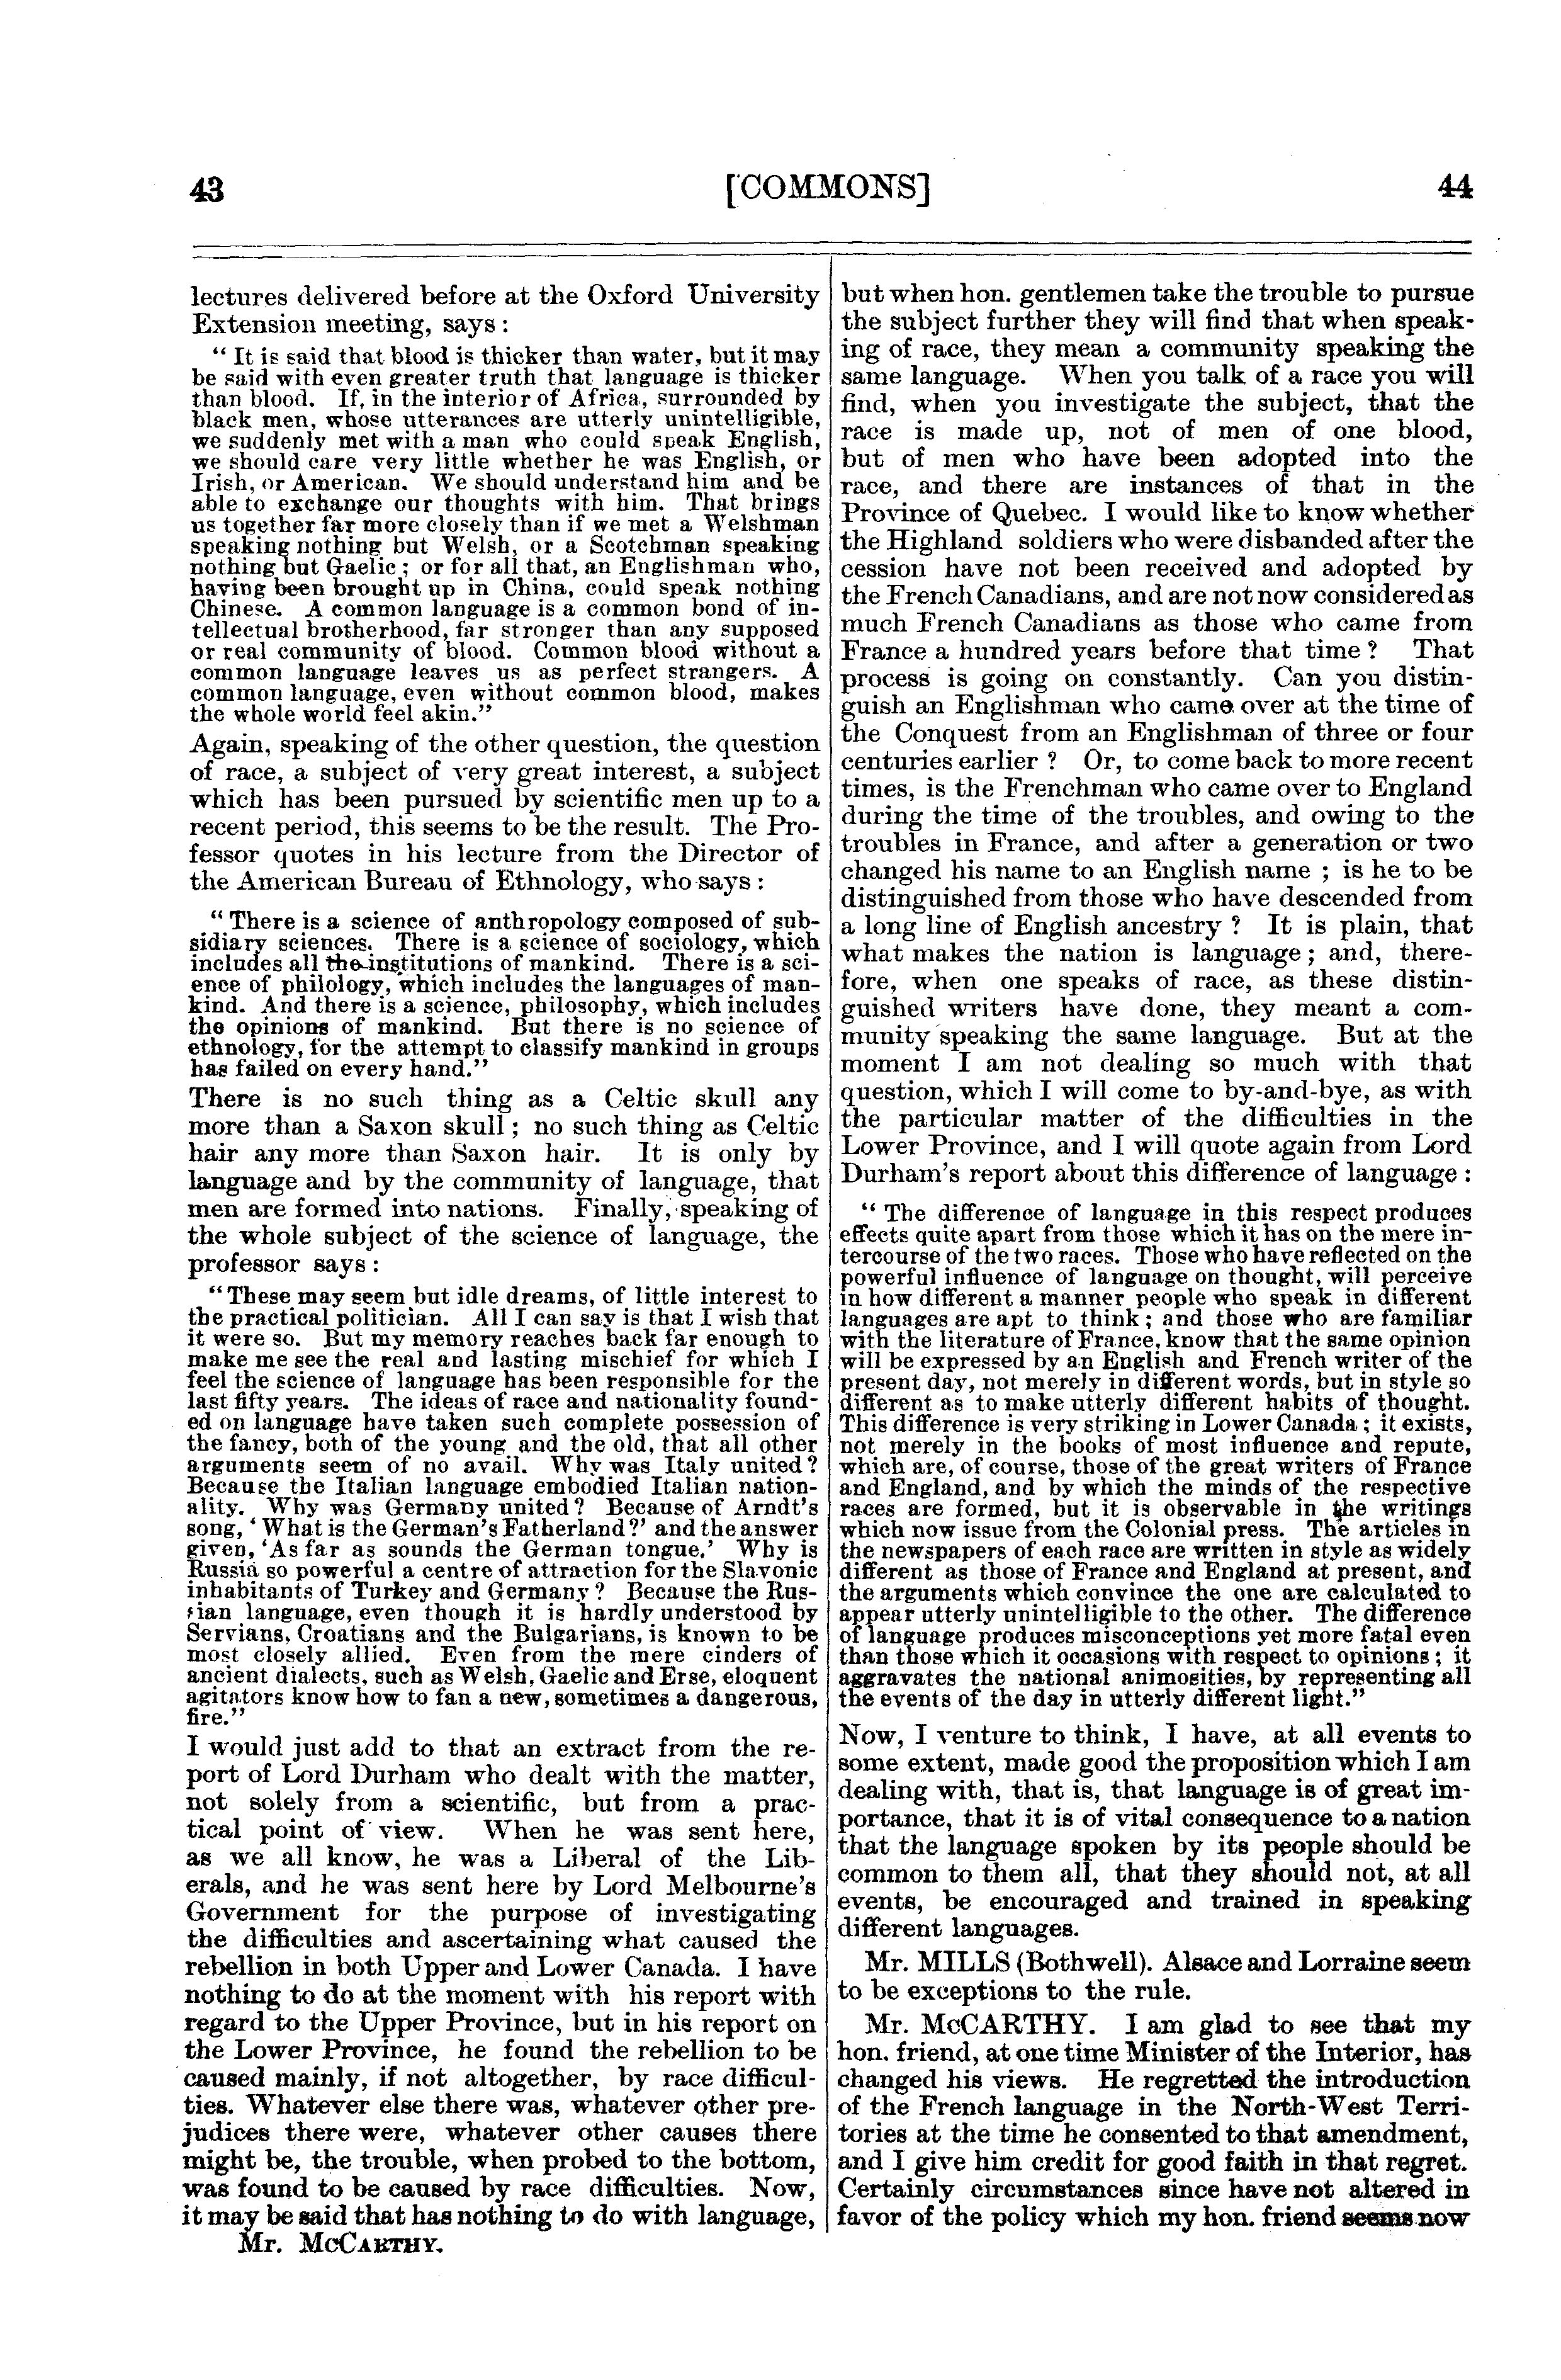 43
[COMMONS]
44
lectures delivered before at the Oxford University
Extension meeting, says:
" It is said that blood is thicker than water, but it may
be said with even greater truth that language is thicker
than blood. If, in the interior of Africa, surrounded by
black men, whose utterances are utterly unintelligible,
we suddenly met with a man who could speak English,
we should care very little whether he was English, or
Irish, or American. We should understand him and be
able to exchange our thoughts with him. That brings
us together far more closely than if we met a Welshman
speaking nothing but Welsh, or a Scotchman speaking
nothing but Gaelic; or for all that, an Englishman who,
having been brought up in China, could speak nothing
Chinese. A common language is a common bond of in-
tellectual brotherhood, far stronger than any supposed
or real community of blood. Common blood without a
common language leaves us as perfect strangers. A
common language, even without common blood, makes
the whole world feel akin."
Again, speaking of the other question, the question
of race, a subject of very great interest, a subject
which has been pursued by scientific men up to a
recent period, this seems to be the result. The Pro-
fessor quotes in his lecture from the Director of
the American Bureau of Ethnology, who says:
" There is a science of anthropology composed of sub-
sidiary sciences. There is a science of sociology, which
includes all the institutions of mankind. There is a sci-
ence of philology, which includes the languages of man-
kind. And there is a science, philosophy, which includes
the opinions of mankind. But there is no science of
ethnology, for the attempt to classify mankind in groups
has failed on every hand."
There is no such thing as a Celtic skull any
more than a Saxon skull; no such thing as Celtic
hair any more than Saxon hair. It is only by
language and by the community of language, that
men are formed into nations. Finally, speaking of
the whole subject of the science of language, the
professor says:
"These may seem but idle dreams, of little interest to
the practical politician. All I can say is that I wish that
it were so. But my memory reaches back far enough to
make me see the real and lasting mischief for which I
feel the science of language has been responsible for the
last fifty years. The ideas of race and nationality found-
ed on language have taken such complete possession of
the fancy, both of the young and the old, that all other
arguments seem of no avail. Why was Italy united?
Because the Italian language embodied Italian nation-
ality. Why was Germany united? Because of Arndt's
song, 'What is the German's Fatherland?' and the answer
given, 'As far as sounds the German tongue.' Why is
Russia so powerful a centre of attraction for the Slavonic
inhabitants of Turkey and Germany? Because the Rus-
sian language, even though it is hardly understood by
Servians, Croatians and the Bulgarians, is known to be
most closely allied. Even from the mere cinders of
ancient dialects, such as Welsh, Gaelic and Erse, eloquent
agitators know how to fan a new, sometimes a dangerous,
fire."
I would just add to that an extract from the re-
port of Lord Durham who dealt with the matter,
not solely from a scientific, but from a prac-
tical point of view. When he was sent here,
as we all know, he was a Liberal of the Lib-
erals, and he was sent here by Lord Melbourne's
Government for the purpose of investigating
the difficulties and ascertaining what caused the
rebellion in both Upper and Lower Canada. I have
nothing to do at the moment with his report with
regard to the Upper Province, but in his report on
the Lower Province, he found the rebellion to be
caused mainly, if not altogether, by race difficul-
ties. Whatever else there was, whatever other pre-
judices there were, whatever other causes there
might be, the trouble, when probed to the bottom,
was found to be caused by race difficulties. Now,
it may be said that has nothing to do with language,
Mr. McCARTHY.
but when hon. gentlemen take the trouble to pursue
the subject further they will find that when speak-
ing of race, they mean a community speaking the
same language. When you talk of a race you will
find, when you investigate the subject, that the
race is made up, not of men of one blood,
but of men who have been adopted into the
race, and there are instances of that in the
Province of Quebec. I would like to know whether
the Highland soldiers who were disbanded after the
cession have not been received and adopted by
the French Canadians, and are not now considered as
much French Canadians as those who came from
France a hundred years before that time? That
process is going on constantly. Can you distin-
guish an Englishman who came over at the time of
the Conquest from an Englishman of three or four
centuries earlier? Or, to come back to more recent
times, is the Frenchman who came over to England
during the time of the troubles, and owing to the
troubles in France, and after a generation or two
changed his name to an English name ; is he to be
distinguished from those who have descended from
a long line of English ancestry? It is plain, that
what makes the nation is language; and, there-
fore, when one speaks of race, as these distin-
guished writers have done, they meant a com-
munity speaking the same language. But at the
moment I am not dealing so much with that
question, which I will come to by-and-bye, as with
the particular matter of the difficulties in the
Lower Province, and I will quote again from Lord
Durham's report about this difference of language:
" The difference of language in this respect produces
effects quite apart from those which it has on the mere in-
tercourse of the two races. Those who have reflected on the
powerful influence of language on thought, will perceive
in how different a manner people who speak in different
languages are apt to think; and those who are familiar
with the literature of France, know that the same opinion
will be expressed by an English and French writer of the
present day, not merely in different words, but in style so
different as to make utterly different habits of thought.
This difference is very striking in Lower Canada; it exists,
not merely in the books of most influence and repute,
which are, of course, those of the great writers of France
and England, and by which the minds of the respective
races are formed, but it is observable in the writings
which now issue from the Colonial press. The articles in
the newspapers of each race are written in style as widely
different as those of France and England at present, and
the arguments which convince the one are calculated to
appear utterly unintelligible to the other. The difference
of language produces misconceptions yet more fatal even
than those which it occasions with respect to opinions; it
aggravates the national animosities, by representing all
the events of the day in utterly different light."
Now, I venture to think, I have, at all events to
some extent, made good the proposition which I am
dealing with, that is, that language is of great im-
portance, that it is of vital consequence to a nation
that the language spoken by its people should be
common to them all, that they should not, at all
events, be encouraged and trained in speaking
different languages.
Mr. MILLS (Bothwell). Alsace and Lorraine seem
to be exceptions to the rule.
Mr. McCARTHY. I am glad to see that my
hon. friend, at one time Minister of the Interior, has
changed his views. He regretted the introduction
of the French language in the North-West Terri-
tories at the time he consented to that amendment,
and I give him credit for good faith in that regret.
Certainly circumstances since have not altered in
favor of the policy which my hon. friend seems now